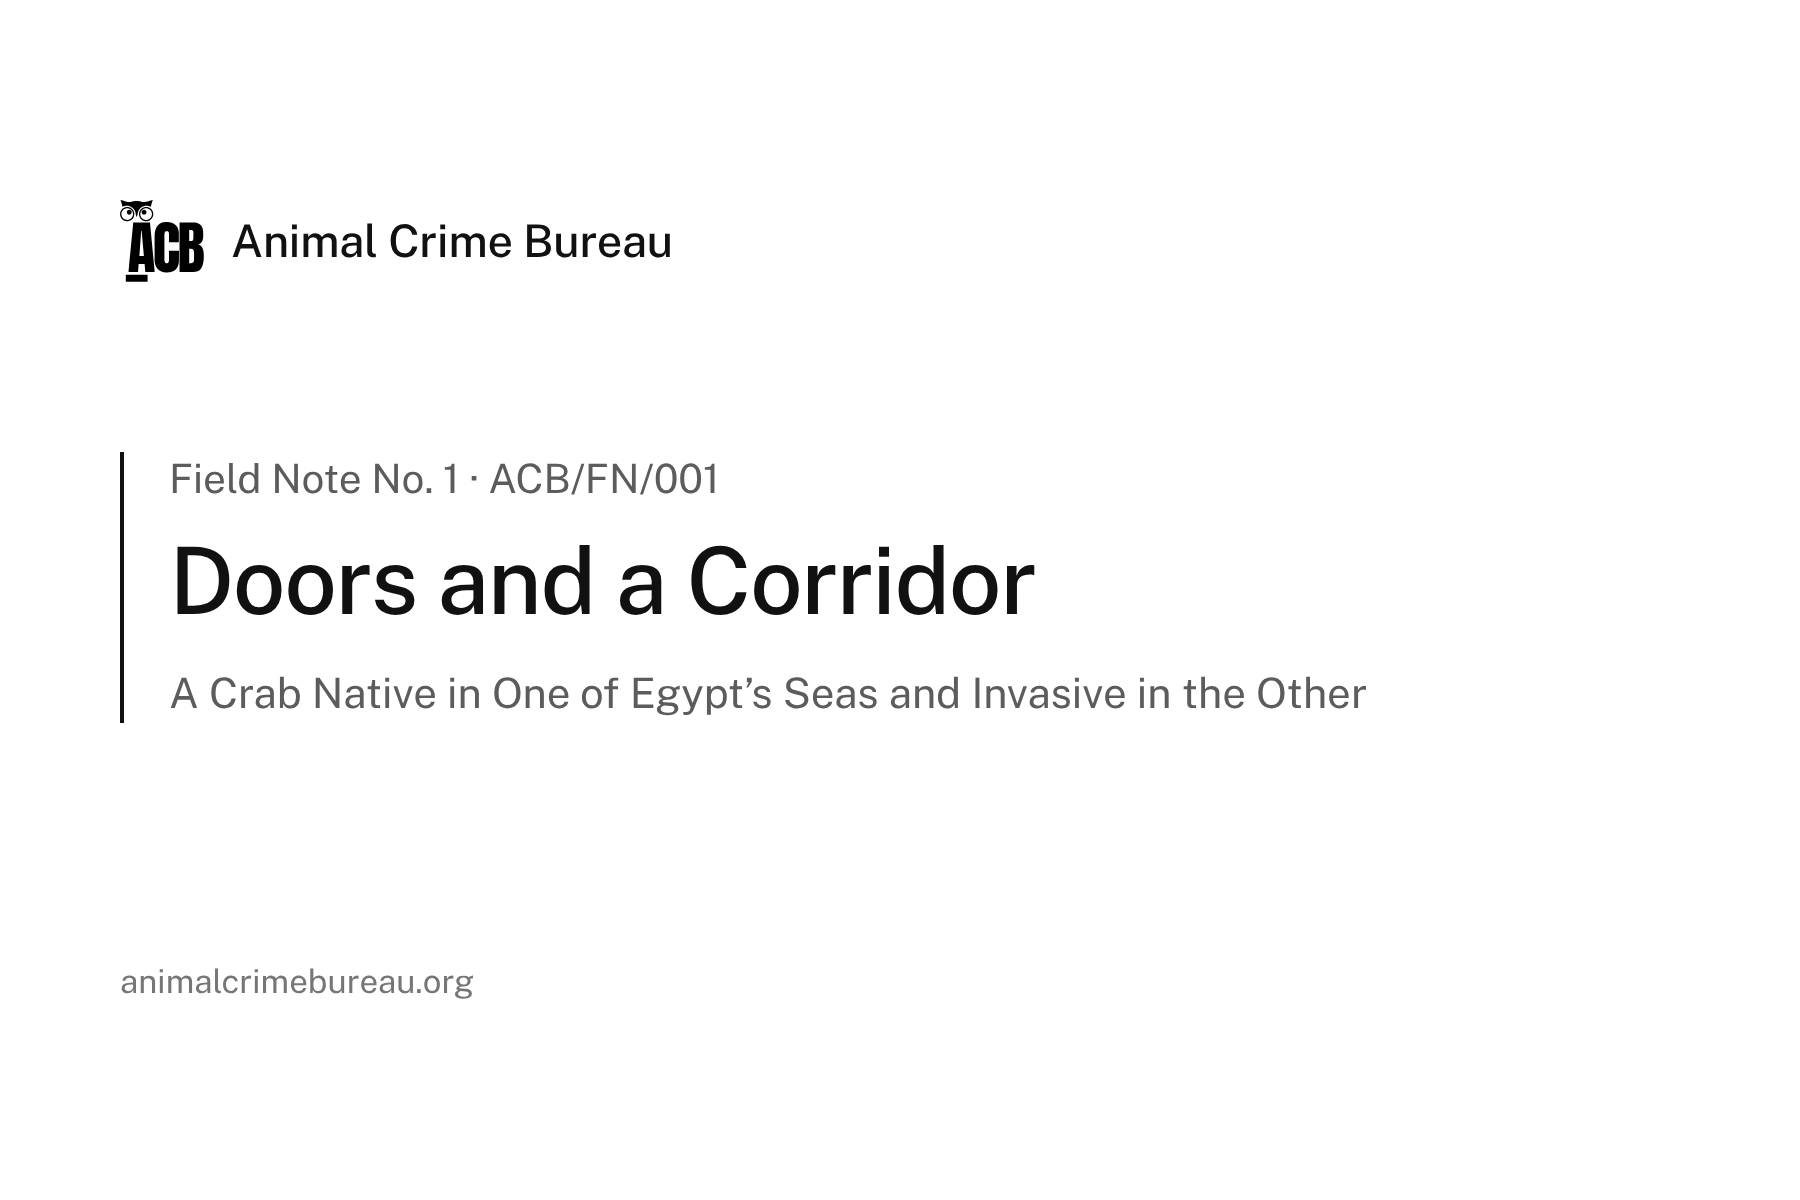 ACB Animal Crime Bureau
Field Note No. 1 · ACB/FN/001
Doors and a Corridor
A Crab Native in One of Egypt’s Seas and Invasive in the Other
animalcrimebureau.org